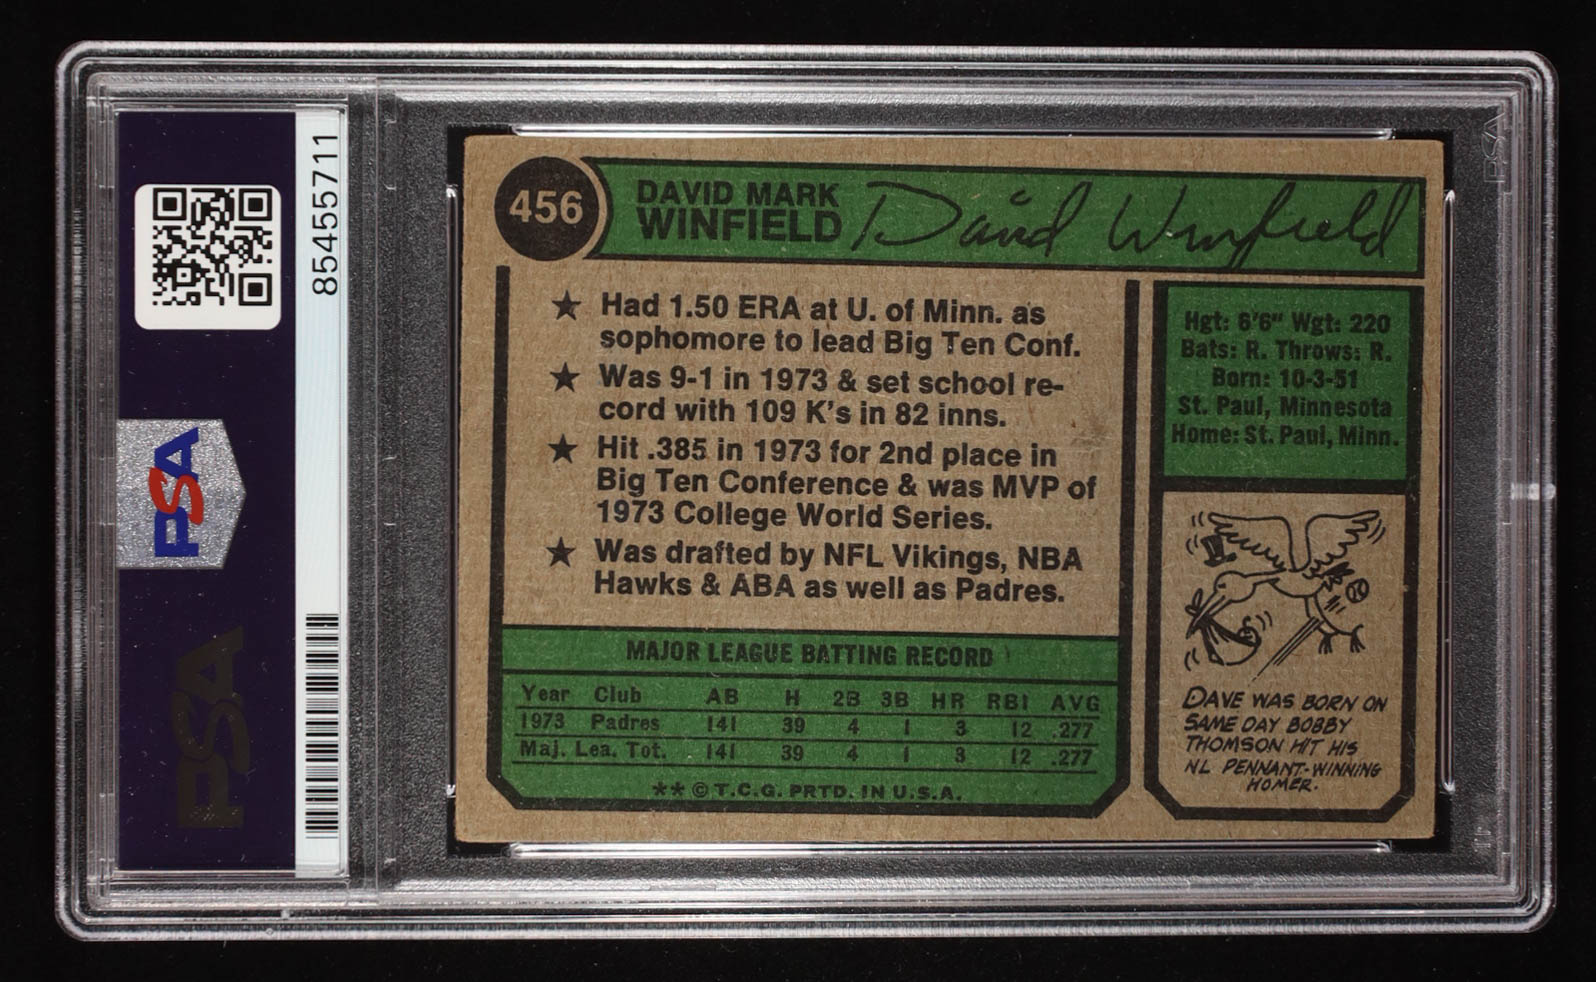 456
DAVID MARK
WINFIELD
David Winfield
★ Had 1.50 ERA at U. of Minn. as
sophomore to lead Big Ten Conf.
★ Was 9-1 in 1973 & set school re-
cord with 109 K's in 82 inns.
★ Hit .385 in 1973 for 2nd place in
Big Ten Conference & was MVP of
1973 College World Series.
★ Was drafted by NFL Vikings, NBA
Hawks & ABA as well as Padres.
Hgt: 6'6" Wgt: 220
Bats: R. Throws: R.
Born: 10-3-51
St. Paul, Minnesota
Home: St. Paul, Minn.
MAJOR LEAGUE BATTING RECORD
Year Club AB H 2B 3B HR RBI AVG
1973 Padres 141 39 4 1 3 12 .277
Maj. Lea. Tot. 141 39 4 1 3 12 .277
** © T.C.G. PRTD. IN U.S.A.
DAVE WAS BORN ON
SAME DAY BOBBY
THOMSON HIT HIS
NL PENNANT-WINNING
HOMER.
85455711
PSA
PSA
PSA